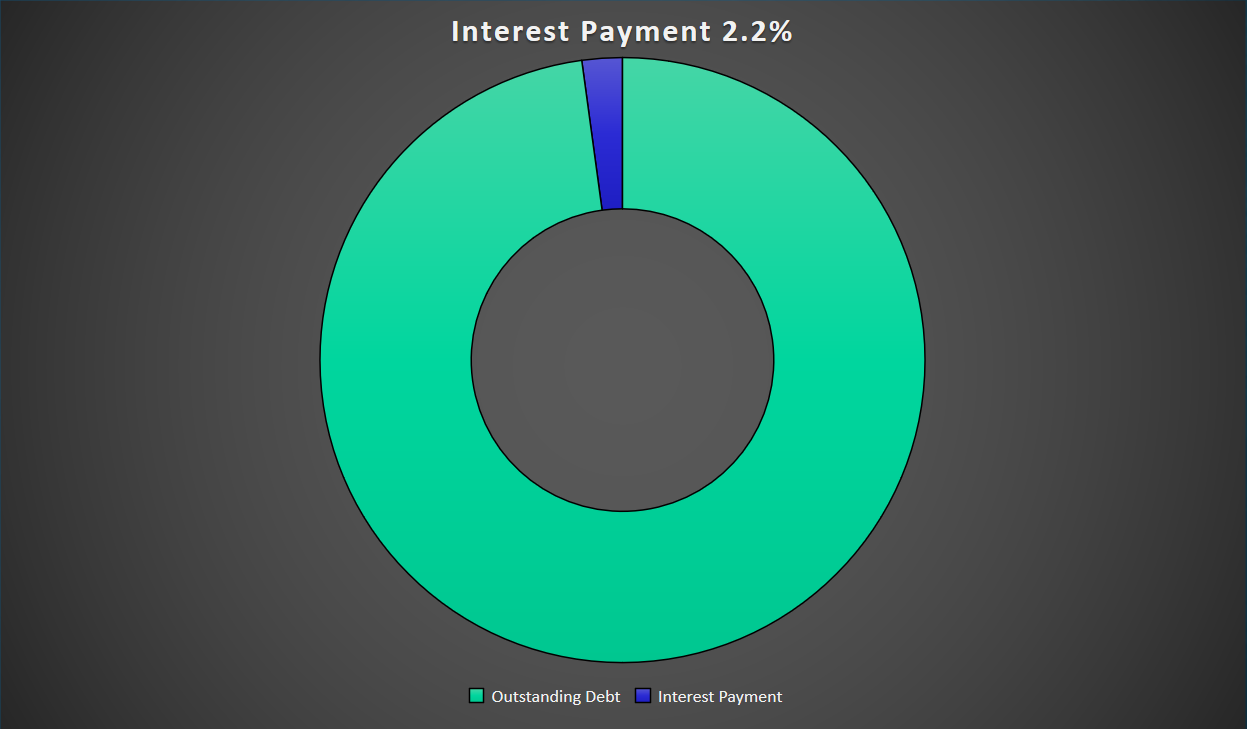 Interest Payment 2.2%
Outstanding Debt Interest Payment